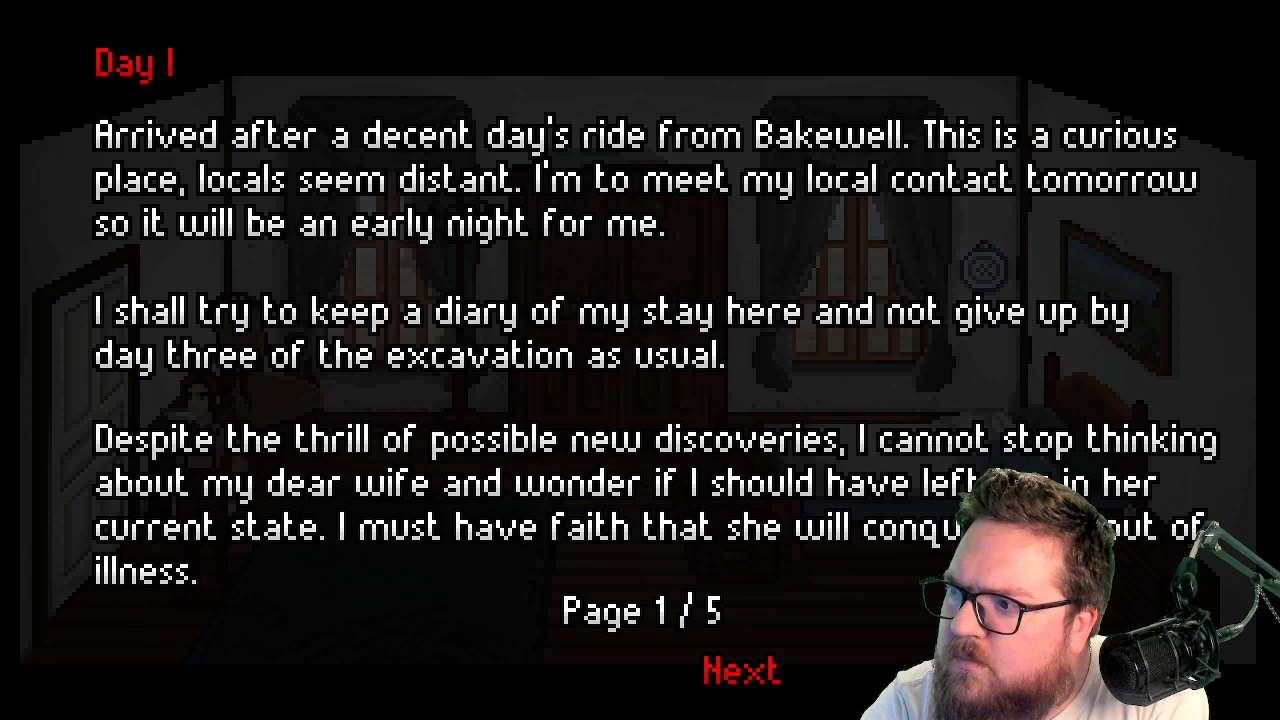 Day 1
Arrived after a decent day's ride from Bakewell. This is a curious
place, locals seem distant. I'm to meet my local contact tomorrow
so it will be an early night for me.
I shall try to keep a diary of my stay here and not give up by
day three of the excavation as usual.
Despite the thrill of possible new discoveries, I cannot stop thinking
about my dear wife and wonder if I should have left in her
current state. I must have faith that she will out of
illness.
Page 1 / 5
Next